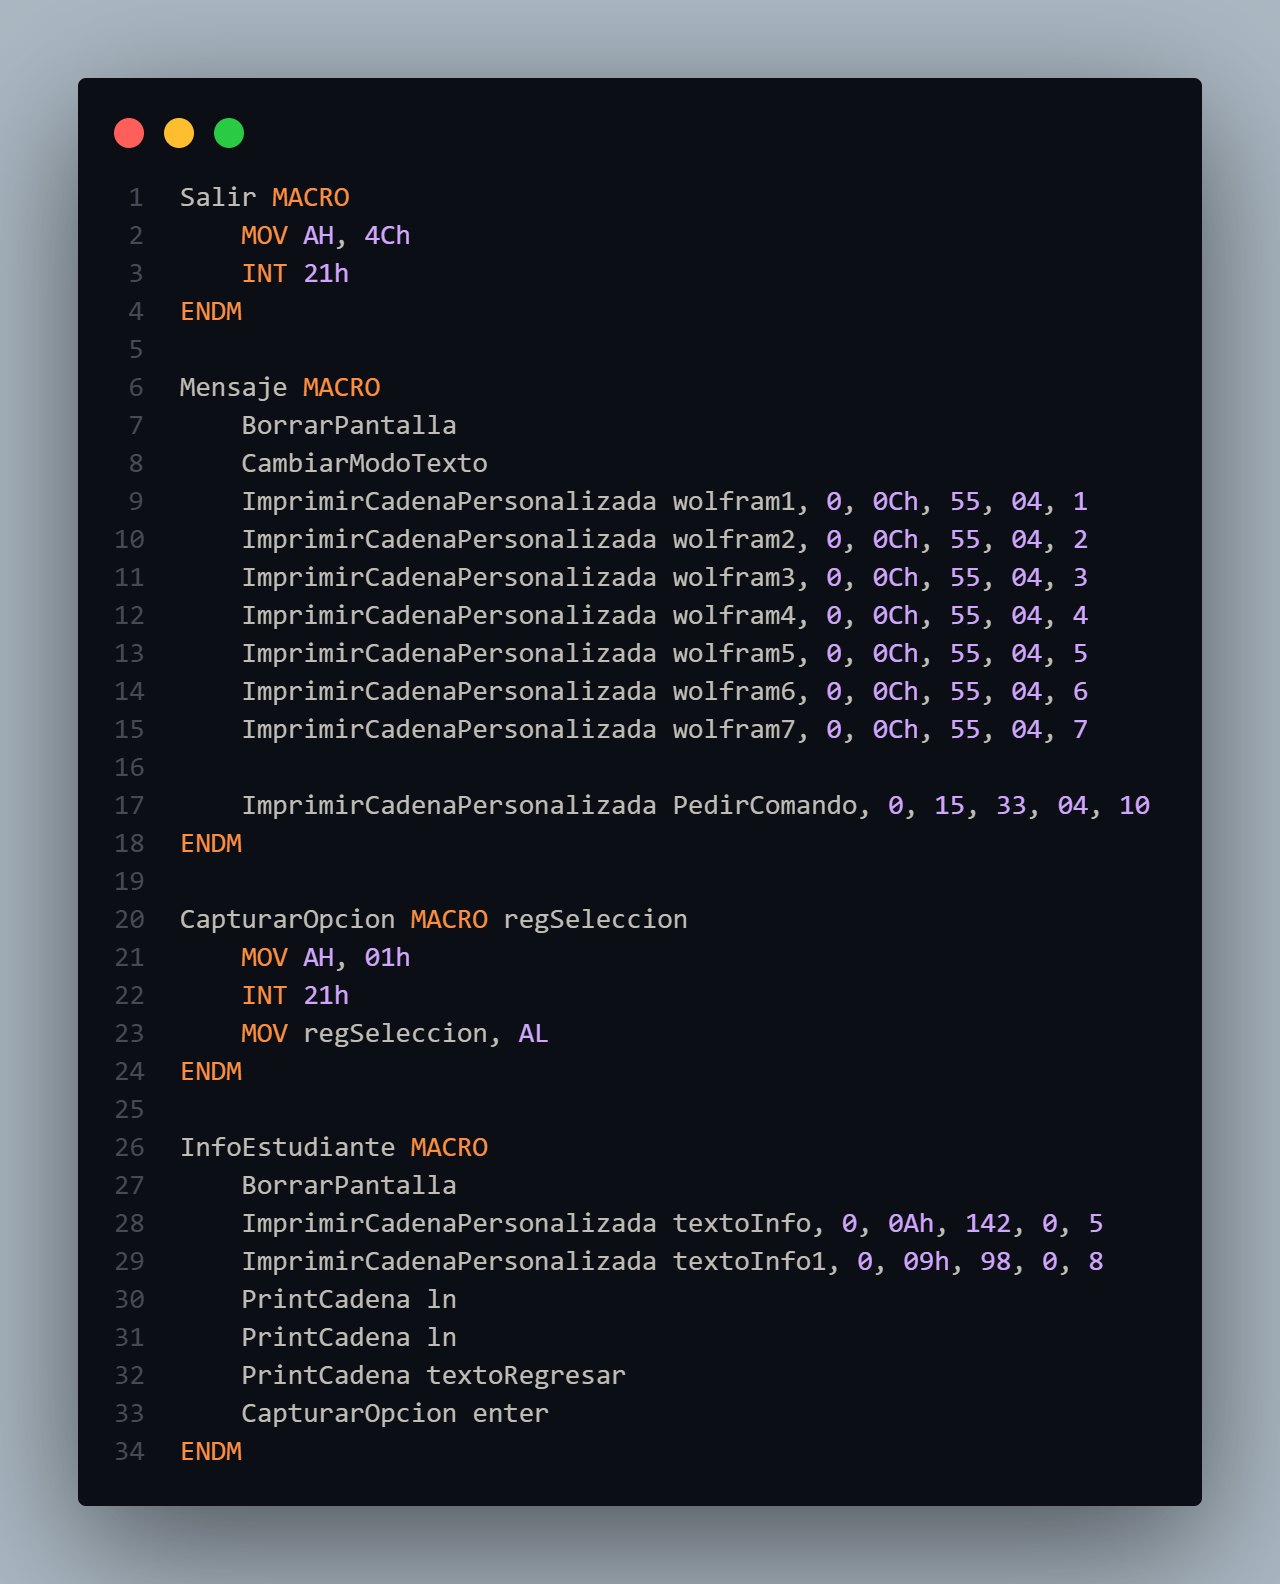 1 Salir MACRO
2     MOV AH, 4Ch
3     INT 21h
4 ENDM
5
6 Mensaje MACRO
7     BorrarPantalla
8     CambiarModoTexto
9     ImprimirCadenaPersonalizada wolfram1, 0, 0Ch, 55, 04, 1
10     ImprimirCadenaPersonalizada wolfram2, 0, 0Ch, 55, 04, 2
11     ImprimirCadenaPersonalizada wolfram3, 0, 0Ch, 55, 04, 3
12     ImprimirCadenaPersonalizada wolfram4, 0, 0Ch, 55, 04, 4
13     ImprimirCadenaPersonalizada wolfram5, 0, 0Ch, 55, 04, 5
14     ImprimirCadenaPersonalizada wolfram6, 0, 0Ch, 55, 04, 6
15     ImprimirCadenaPersonalizada wolfram7, 0, 0Ch, 55, 04, 7
16
17     ImprimirCadenaPersonalizada PedirComando, 0, 15, 33, 04, 10
18 ENDM
19
20 CapturarOpcion MACRO regSeleccion
21     MOV AH, 01h
22     INT 21h
23     MOV regSeleccion, AL
24 ENDM
25
26 InfoEstudiante MACRO
27     BorrarPantalla
28     ImprimirCadenaPersonalizada textoInfo, 0, 0Ah, 142, 0, 5
29     ImprimirCadenaPersonalizada textoInfo1, 0, 09h, 98, 0, 8
30     PrintCadena ln
31     PrintCadena ln
32     PrintCadena textoRegresar
33     CapturarOpcion enter
34 ENDM